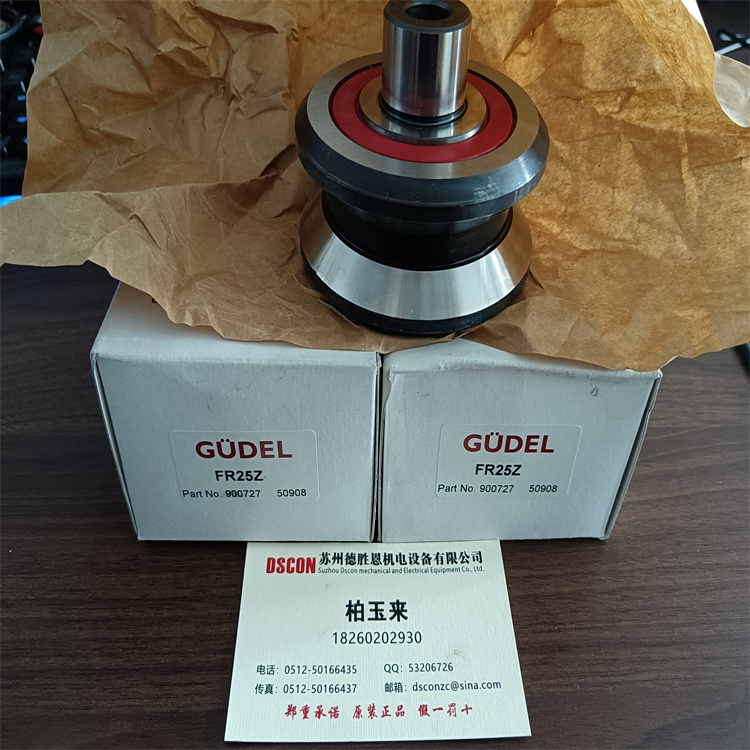 GÜDEL
FR25Z
Part No. 900727 50908
GÜDEL
FR25Z
Part No. 900727 50908
DSCON 苏州德胜恩机电设备有限公司
Suzhou Dscon mechanical and Electrical Equipment Co., Ltd.
柏玉来
18260202930
电话：0512-50166435 QQ：53206726
传真：0512-50166437 邮箱：dsconzc@sina.com
郑重承诺 原装正品 假一罚十